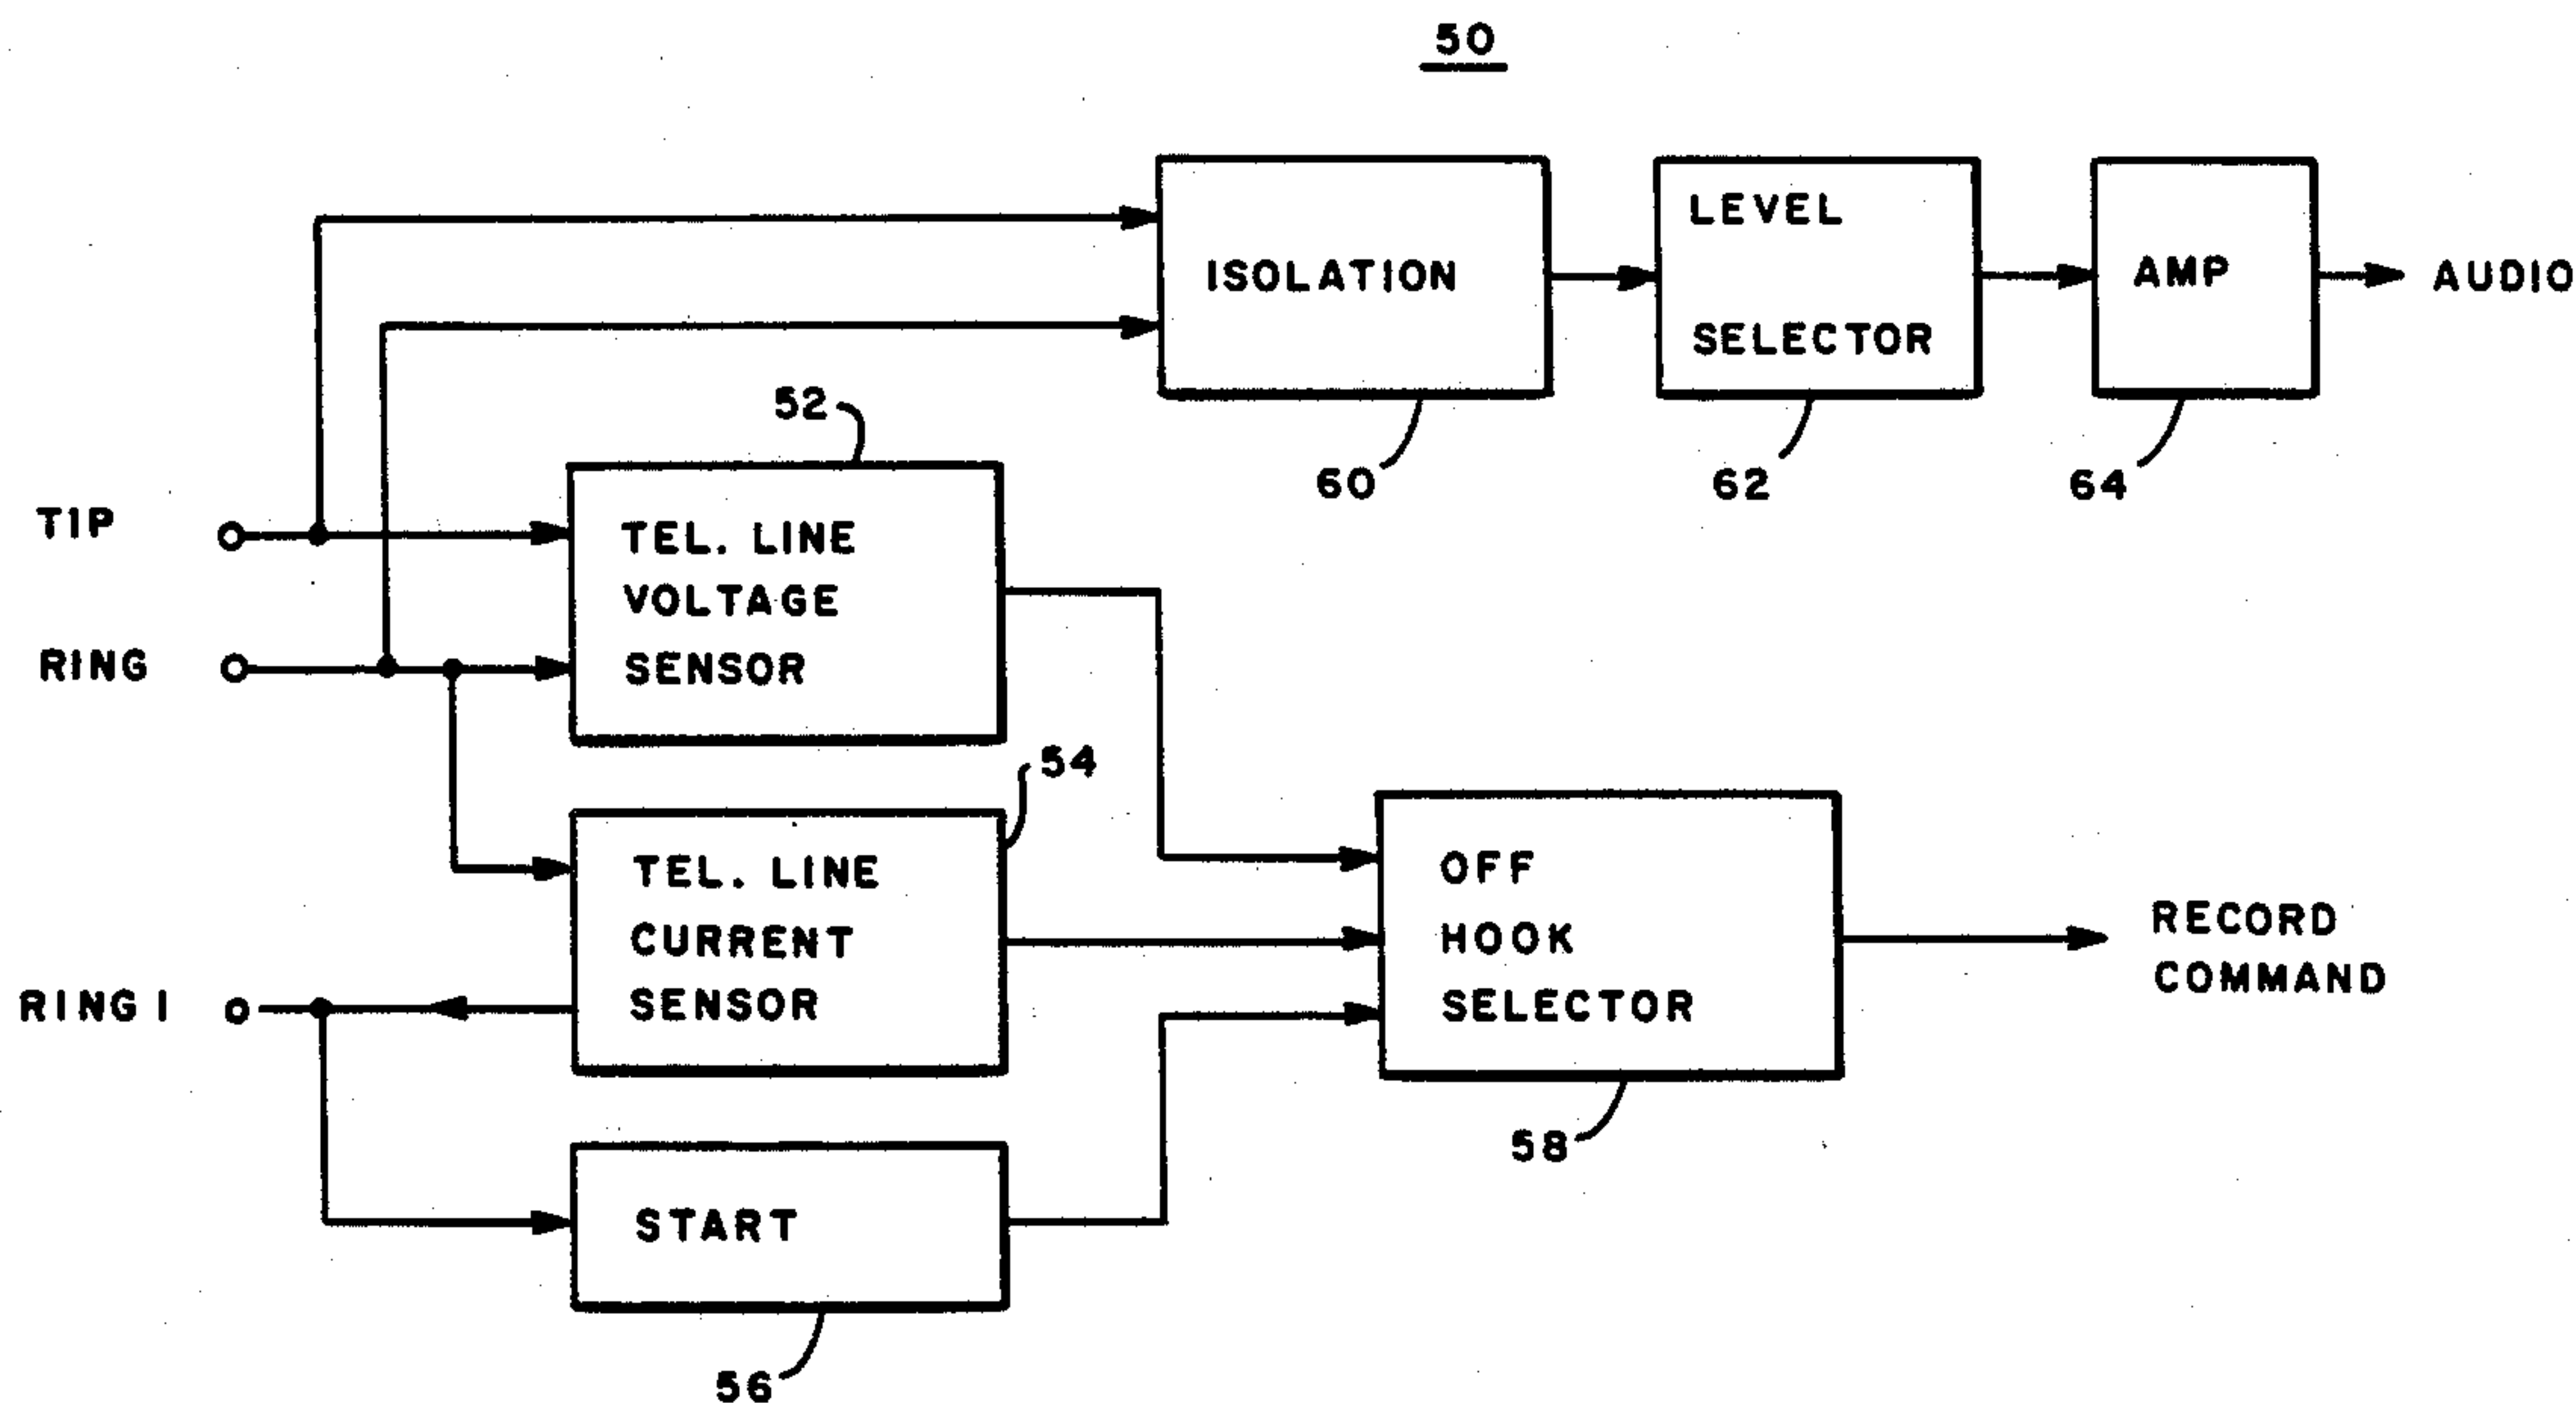 50
ISOLATION
LEVEL
SELECTOR
AMP
AUDIO
60
62
64
52
TIP
RING
TEL. LINE
VOLTAGE
SENSOR
54
TEL. LINE
CURRENT
SENSOR
RING I
OFF
HOOK
SELECTOR
RECORD
COMMAND
58
START
56